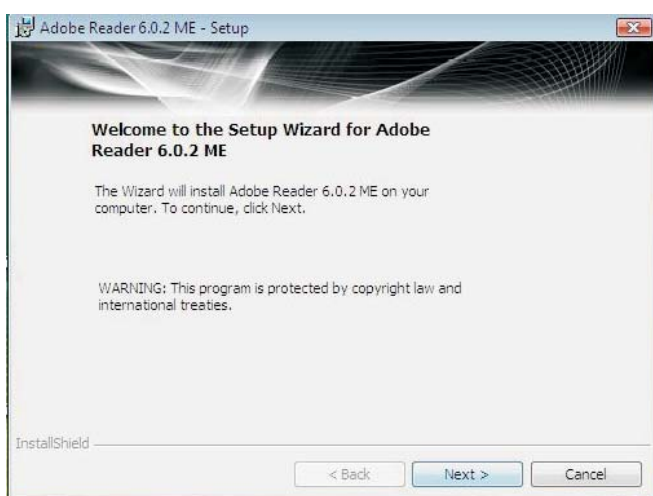 Adobe Reader 6.0.2 ME - Setup
Welcome to the Setup Wizard for Adobe
Reader 6.0.2 ME
The Wizard will install Adobe Reader 6.0.2 ME on your
computer. To continue, click Next.
WARNING: This program is protected by copyright law and
international treaties.
InstallShield
< Back Next > Cancel